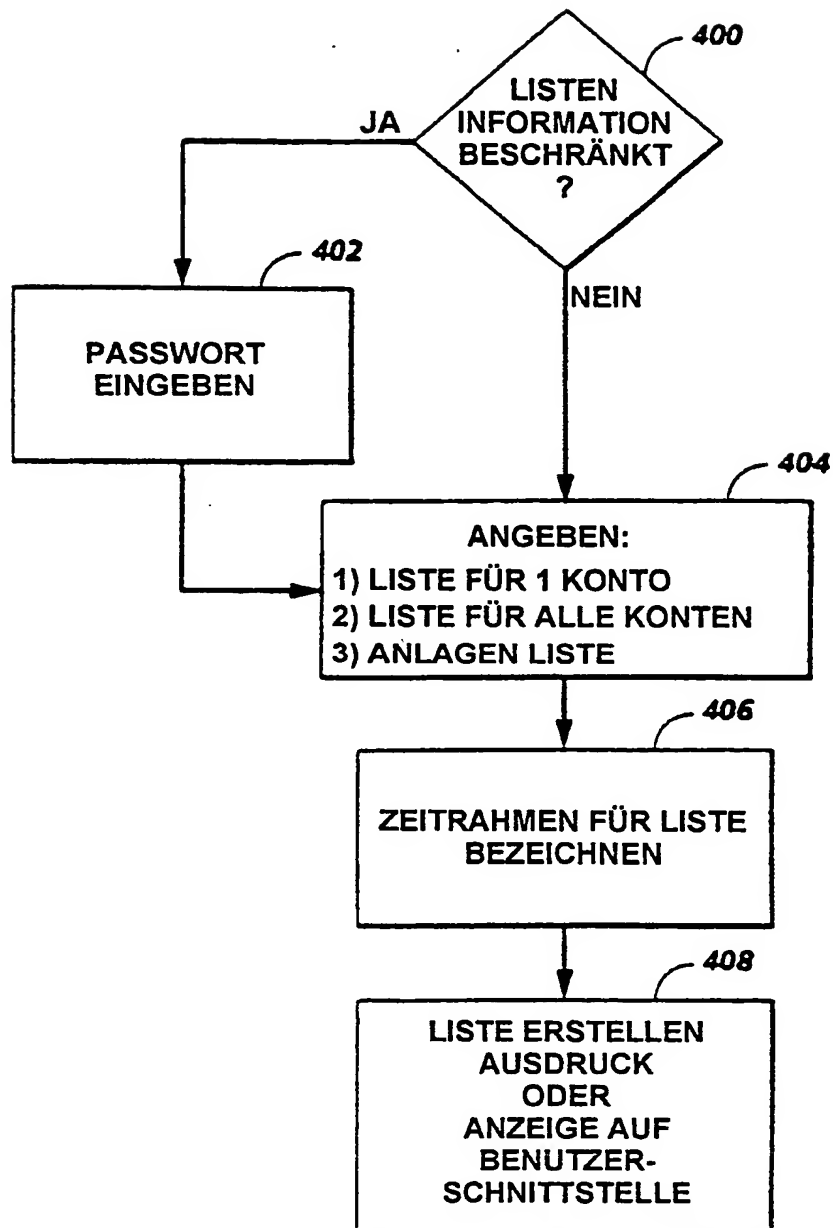 400
LISTEN
INFORMATION
BESCHRÄNKT
?
JA
NEIN
402
PASSWORT
EINGEBEN
404
ANGEBEN:
1) LISTE FÜR 1 KONTO
2) LISTE FÜR ALLE KONTEN
3) ANLAGEN LISTE
406
ZEITRAHMEN FÜR LISTE
BEZEICHNEN
408
LISTE ERSTELLEN
AUSDRUCK
ODER
ANZEIGE AUF
BENUTZER-
SCHNITTSTELLE